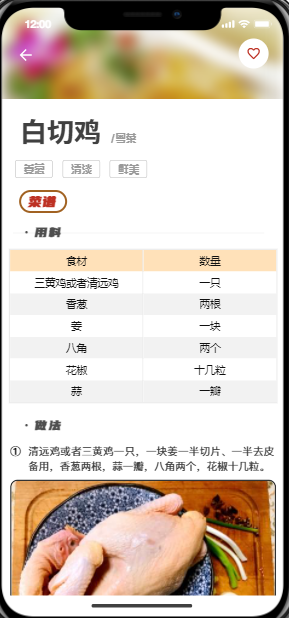 12:00
白切鸡 /粤菜
姜葱 清淡 鲜美
菜谱
· 用料
食材 数量
三黄鸡或者清远鸡 一只
香葱 两根
姜 一块
八角 两个
花椒 十几粒
蒜 一瓣
· 做法
① 清远鸡或者三黄鸡一只，一块姜一半切片、一半去皮
备用，香葱两根，蒜一瓣，八角两个，花椒十几粒。